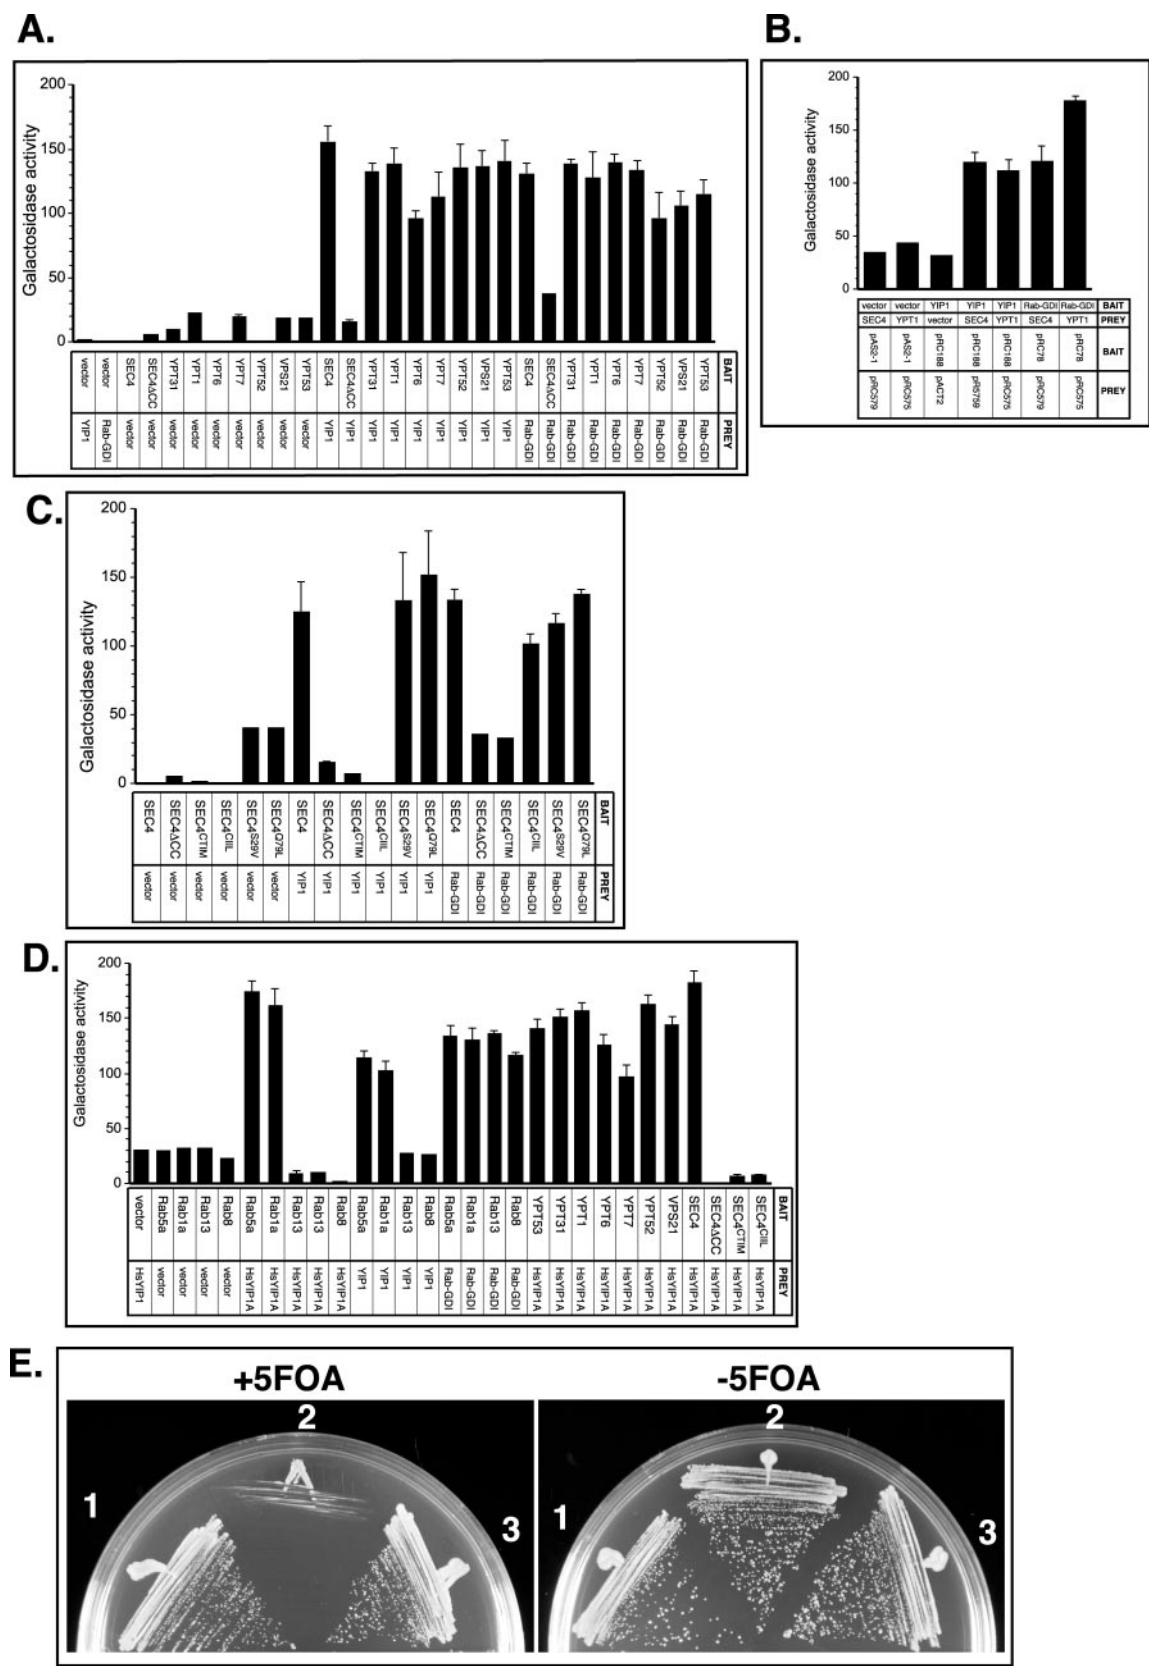 A.
Galactosidase activity
200
150
100
50
0
vector vector SEC4 SEC4ΔCC YPT31 YPT1 YPT6 YPT7 YPT52 VPS21 YPT53 SEC4 SEC4ΔCC YPT31 YPT1 YPT6 YPT7 YPT52 VPS21 YPT53 SEC4 SEC4ΔCC YPT31 YPT1 YPT6 YPT7 YPT52 VPS21 YPT53 BAIT
YIP1 Rab-GDI vector vector vector vector vector vector vector vector vector YIP1 YIP1 YIP1 YIP1 YIP1 YIP1 YIP1 YIP1 YIP1 Rab-GDI Rab-GDI Rab-GDI Rab-GDI Rab-GDI Rab-GDI Rab-GDI Rab-GDI Rab-GDI PREY
B.
Galactosidase activity
200
150
100
50
0
vector vector YIP1 YIP1 YIP1 Rab-GDI Rab-GDI BAIT
SEC4 YPT1 vector SEC4 YPT1 SEC4 YPT1 PREY
pAS2-1 pAS2-1 pRC188 pRC188 pRC188 pRC78 pRC78 BAIT
pRC579 pRC575 pACT2 pR5759 pRC575 pRC579 pRC575 PREY
C.
Galactosidase activity
200
150
100
50
0
SEC4 SEC4ΔCC SEC4CTIM SEC4CIIL SEC4S29V SEC4Q79L SEC4 SEC4ΔCC SEC4CTIM SEC4CIIL SEC4S29V SEC4Q79L SEC4 SEC4ΔCC SEC4CTIM SEC4CIIL SEC4S29V SEC4Q79L BAIT
vector vector vector vector vector vector YIP1 YIP1 YIP1 YIP1 YIP1 YIP1 Rab-GDI Rab-GDI Rab-GDI Rab-GDI Rab-GDI Rab-GDI PREY
D.
Galactosidase activity
200
150
100
50
0
vector Rab5a Rab1a Rab13 Rab8 Rab5a Rab1a Rab13 Rab13 Rab8 Rab5a Rab1a Rab13 Rab8 Rab5a Rab1a Rab13 Rab8 YPT53 YPT31 YPT1 YPT6 YPT7 YPT52 VPS21 SEC4 SEC4ΔCC SEC4CTIM SEC4CIIL BAIT
HsYIP1 vector vector vector vector HsYIP1A HsYIP1A HsYIP1A HsYIP1A HsYIP1A YIP1 YIP1 YIP1 YIP1 Rab-GDI Rab-GDI Rab-GDI Rab-GDI HsYIP1A HsYIP1A HsYIP1A HsYIP1A HsYIP1A HsYIP1A HsYIP1A HsYIP1A HsYIP1A HsYIP1A HsYIP1A PREY
E.
+5FOA -5FOA
2 2
1 3 1 3